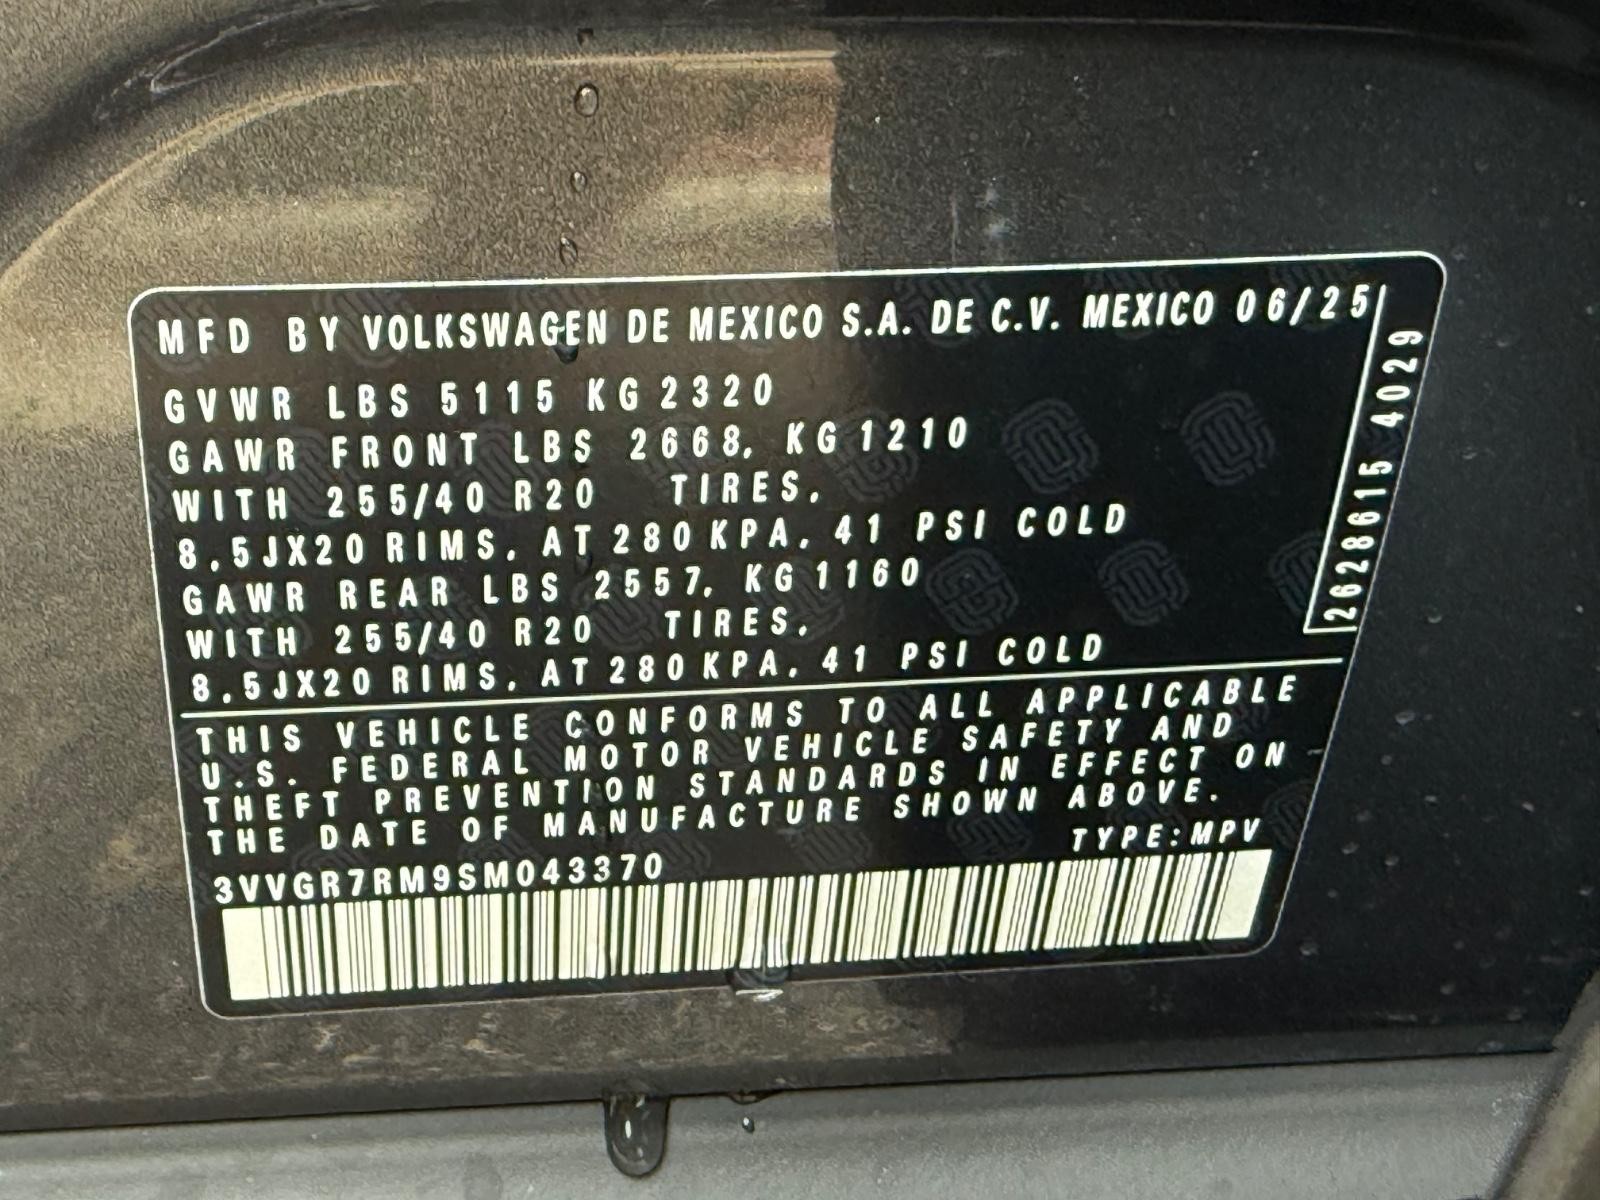 MFD BY VOLKSWAGEN DE MEXICO S.A. DE C.V. MEXICO 06/25
GVWR LBS 5115 KG 2320
GAWR FRONT LBS 2668, KG 1210
WITH 255/40 R20 TIRES,
8,5JX20 RIMS, AT 280 KPA, 41 PSI COLD
GAWR REAR LBS 2557, KG 1160
WITH 255/40 R20 TIRES,
8,5JX20 RIMS, AT 280 KPA, 41 PSI COLD
26286154029
THIS VEHICLE CONFORMS TO ALL APPLICABLE
U.S. FEDERAL MOTOR VEHICLE SAFETY AND
THEFT PREVENTION STANDARDS IN EFFECT ON
THE DATE OF MANUFACTURE SHOWN ABOVE.
TYPE:MPV
3VVGR7RM9SM043370